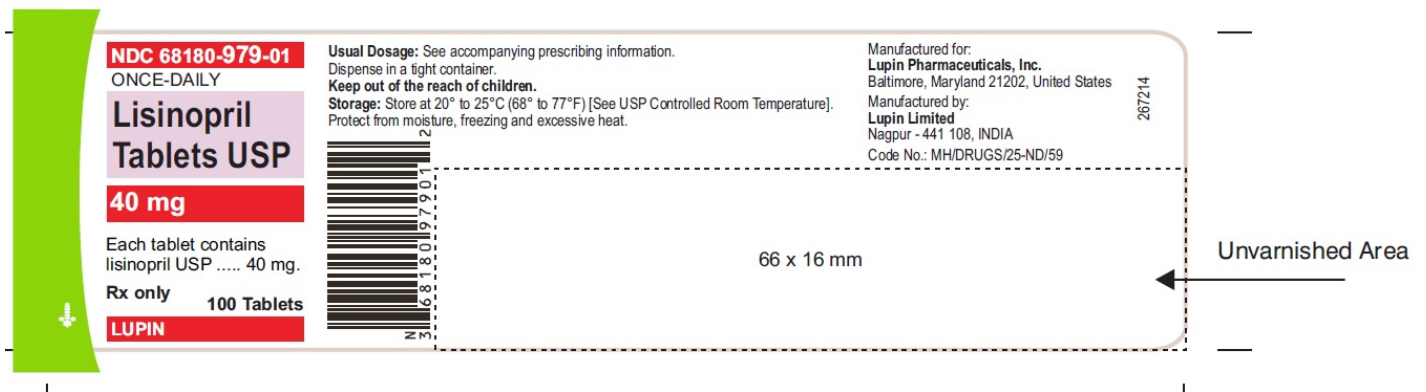 NDC 68180-979-01
ONCE-DAILY
Lisinopril
Tablets USP
40 mg
Each tablet contains
lisinopril USP ..... 40 mg.
Rx only
100 Tablets
LUPIN
Usual Dosage: See accompanying prescribing information.
Dispense in a tight container.
Keep out of the reach of children.
Storage: Store at 20° to 25°C (68° to 77°F) [See USP Controlled Room Temperature].
Protect from moisture, freezing and excessive heat.
N
3 6818097901 2
Manufactured for:
Lupin Pharmaceuticals, Inc.
Baltimore, Maryland 21202, United States
Manufactured by:
Lupin Limited
Nagpur - 441 108, INDIA
Code No.: MH/DRUGS/25-ND/59
267214
66 x 16 mm
Unvarnished Area